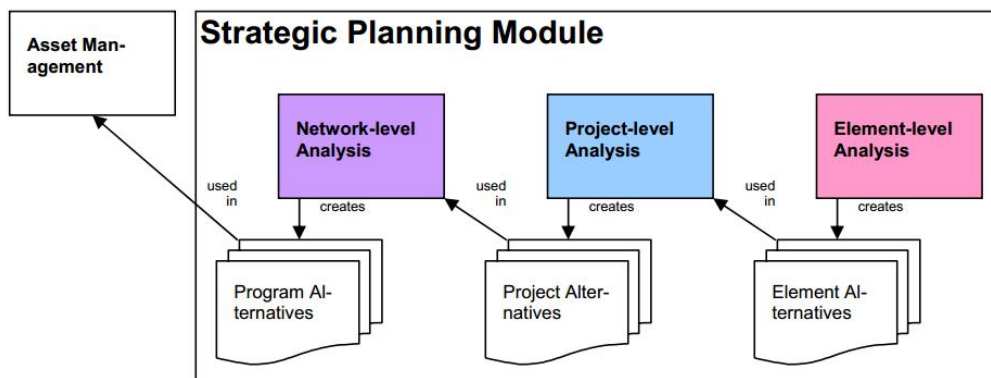 Asset Man-
agement
Strategic Planning Module
Network-level
Analysis
Project-level
Analysis
Element-level
Analysis
used
in
creates
used
in
creates
used
in
creates
Program Al-
ternatives
Project Alter-
natives
Element Al-
ternatives